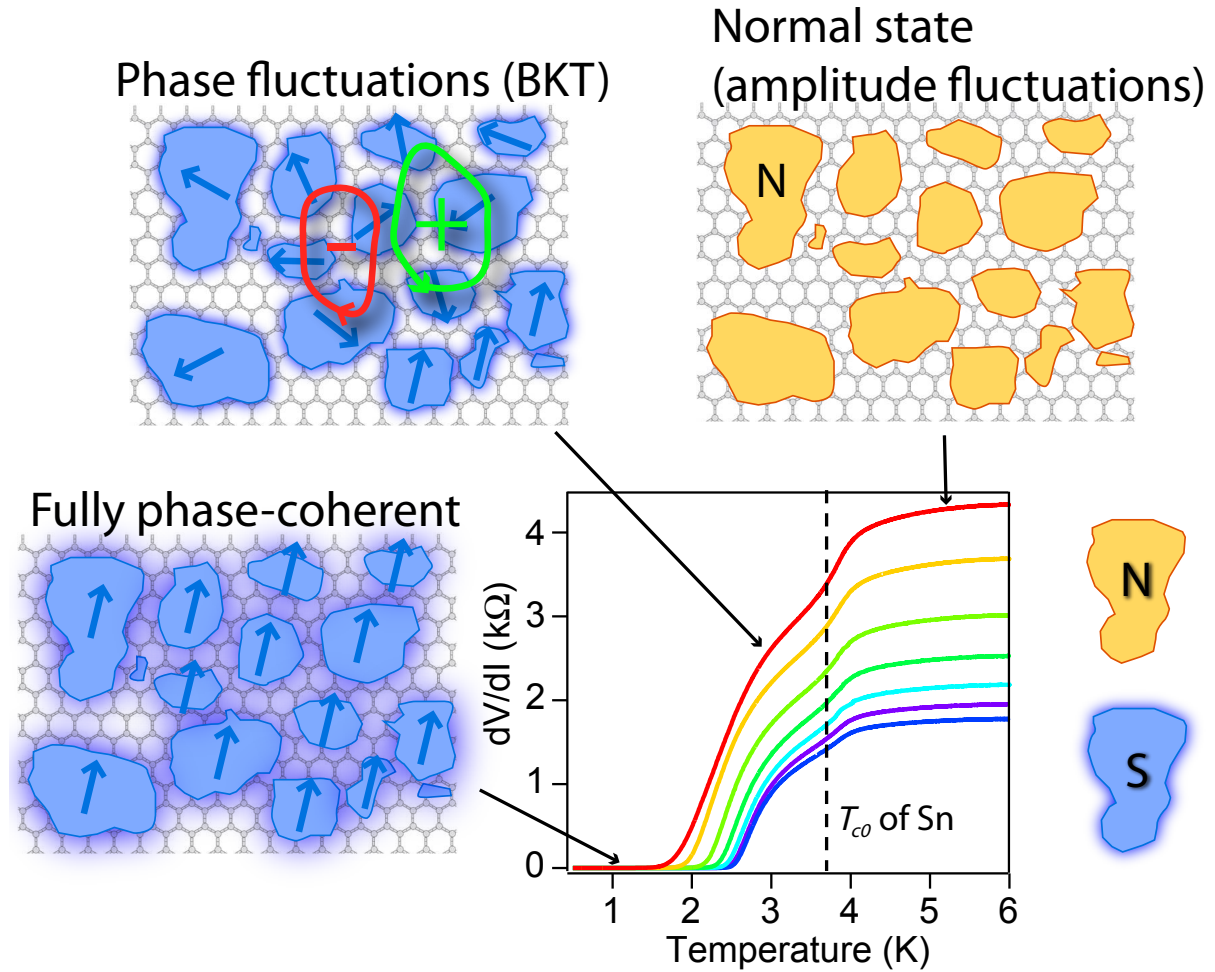 Phase fluctuations (BKT)
Normal state
(amplitude fluctuations)
N
−
+
Fully phase-coherent
dV/dI (kΩ)
4
3
2
1
0
T_c0 of Sn
1 2 3 4 5 6
Temperature (K)
N
S